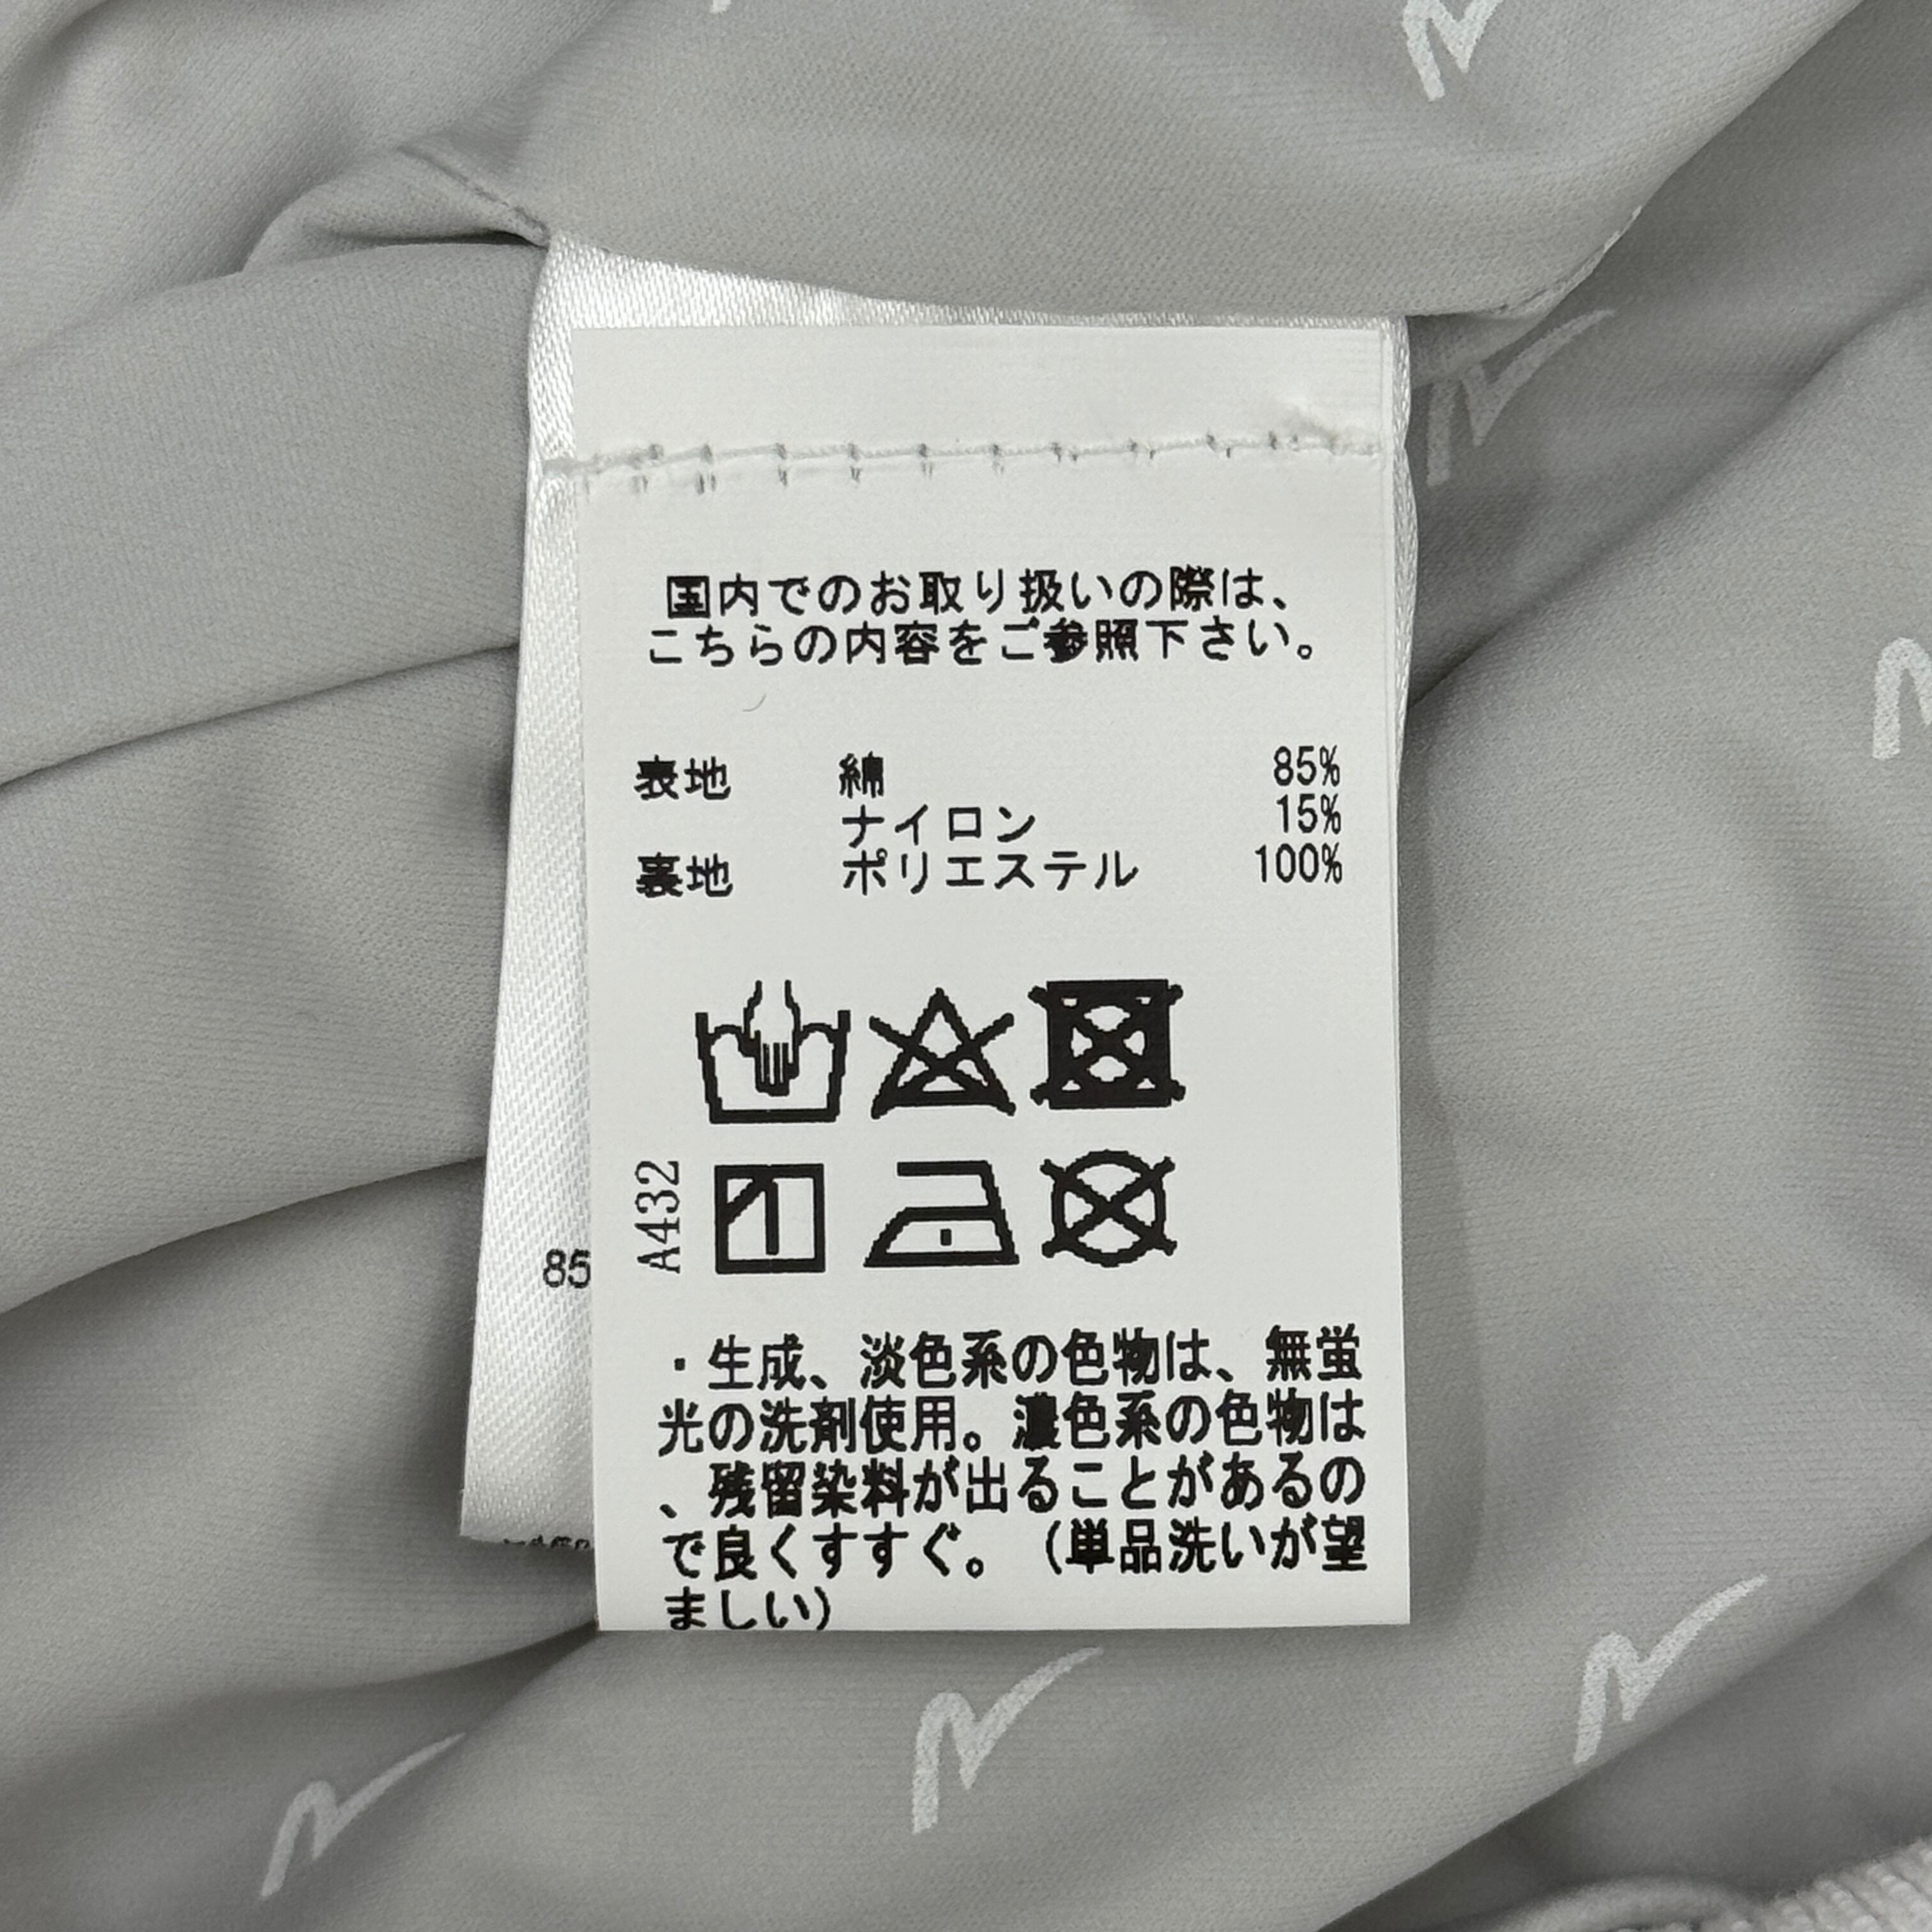 国内でのお取り扱いの際は、
こちらの内容をご参照下さい。
表地 綿 85%
ナイロン 15%
裏地 ポリエステル 100%
A432
85
・生成、淡色系の色物は、無蛍
光の洗剤使用。濃色系の色物は
、残留染料が出ることがあるの
で良くすすぐ。（単品洗いが望
ましい）